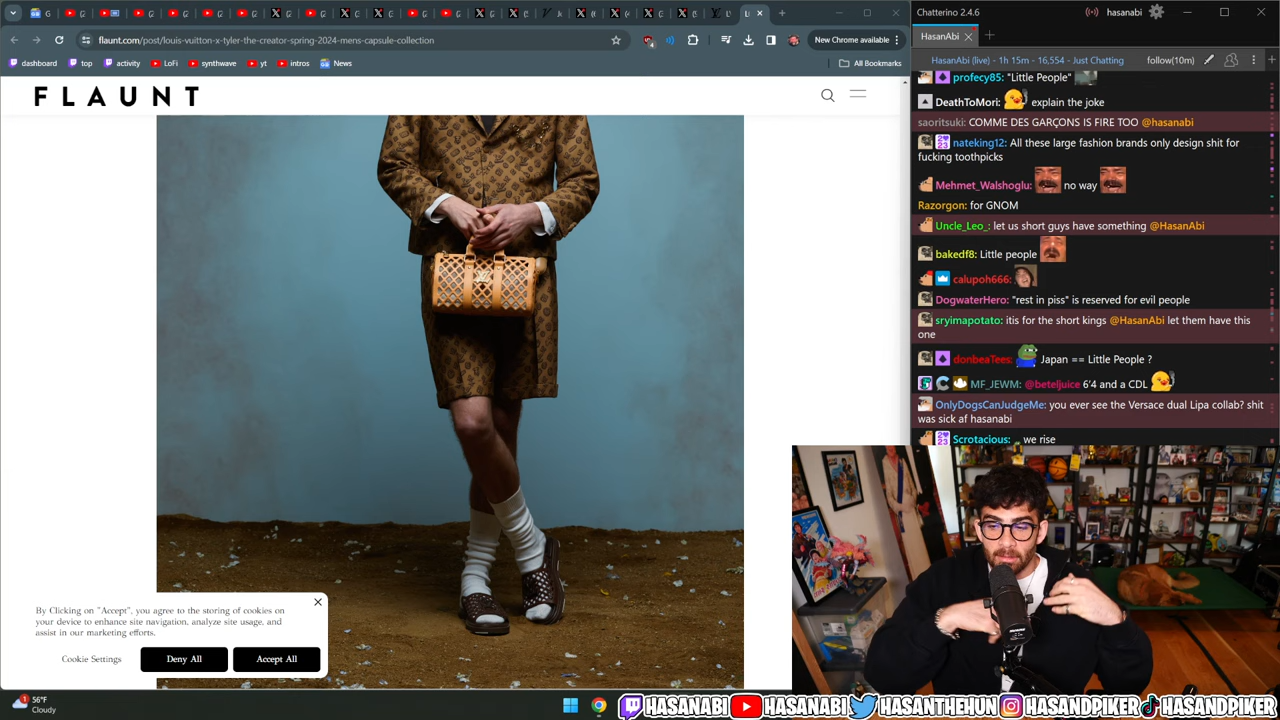 New Chrome available
flaunt.com/post/louis-vuitton-x-tyler-the-creator-spring-2024-mens-capsule-collection
dashboard
top
activity
LoFi
synthwave
yt
intros
News
All Bookmarks
FLAUNT
By Clicking on "Accept", you agree to the storing of cookies on
your device to enhance site navigation, analyze site usage, and
assist in our marketing efforts.
Cookie Settings
Deny All
Accept All
56°F
Cloudy
Chatterino 2.4.6
hasanabi
HasanAbi
HasanAbi (live) - 1h 15m - 16,554 - Just Chatting
follow(10m)
profecy85: "Little People"
DeathToMori: explain the joke
saoritsuki: COMME DES GARÇONS IS FIRE TOO @hasanabi
nateking12: All these large fashion brands only design shit for
fucking toothpicks
Mehmet_Walshoglu: no way
Razorgon: for GNOM
Uncle_Leo_: let us short guys have something @HasanAbi
bakedf8: Little people
calupoh666:
DogwaterHero: "rest in piss" is reserved for evil people
sryimapotato: itis for the short kings @HasanAbi let them have this
one
donbeaTees: Japan == Little People ?
MF_JEWM: @beteljuice 6'4 and a CDL
OnlyDogsCanJudgeMe: you ever see the Versace dual Lipa collab? shit
was sick af hasanabi
Scrotacious: we rise
HASANABI
HASANABI
HASANTHEHUN
HASANDPIKER
HASANDPIKER